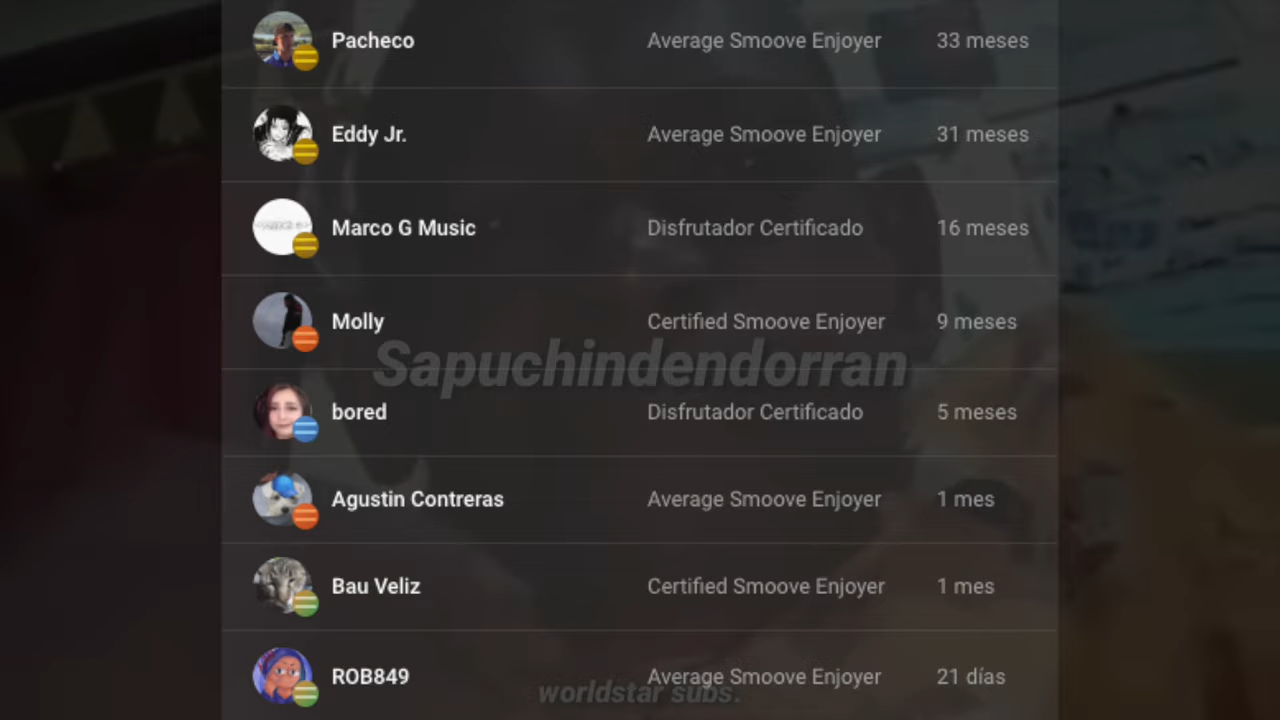 Pacheco Average Smoove Enjoyer 33 meses
Eddy Jr. Average Smoove Enjoyer 31 meses
Marco G Music Disfrutador Certificado 16 meses
Molly Certified Smoove Enjoyer 9 meses
Sapuchindendorran
bored Disfrutador Certificado 5 meses
Agustin Contreras Average Smoove Enjoyer 1 mes
Bau Veliz Certified Smoove Enjoyer 1 mes
ROB849 Average Smoove Enjoyer 21 días
worldstar subs.